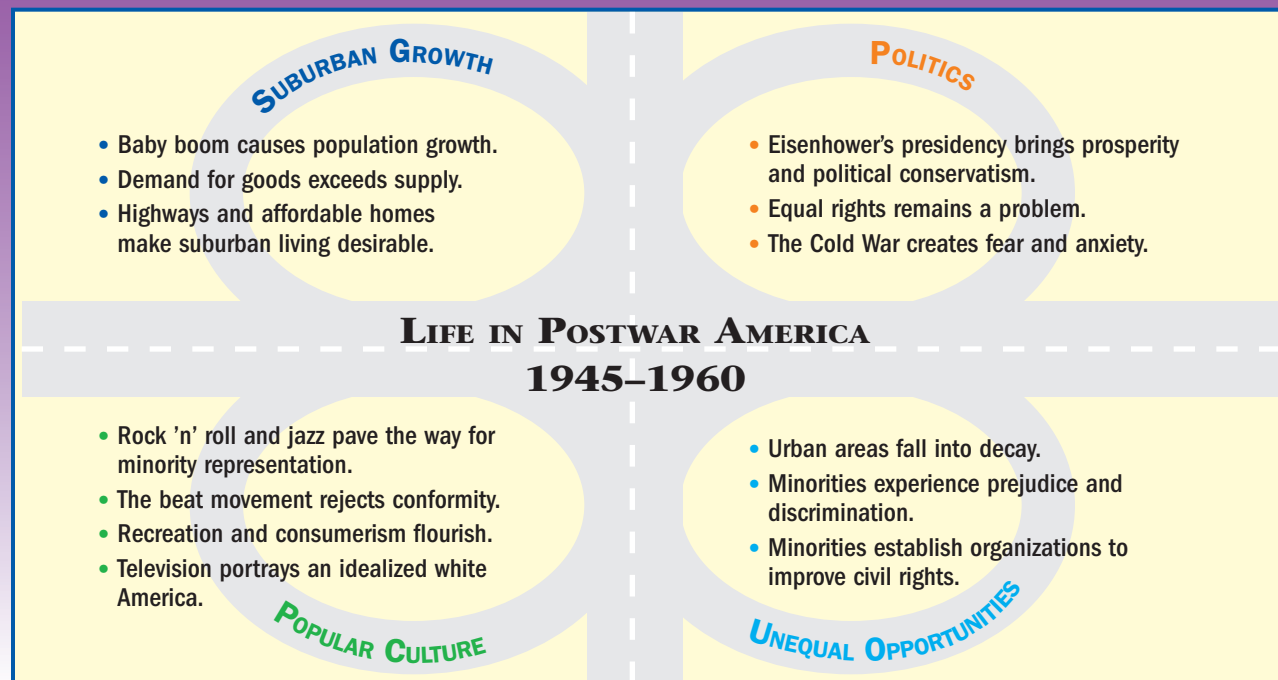 SUBURBAN GROWTH
• Baby boom causes population growth.
• Demand for goods exceeds supply.
• Highways and affordable homes
make suburban living desirable.
POLITICS
• Eisenhower’s presidency brings prosperity
and political conservatism.
• Equal rights remains a problem.
• The Cold War creates fear and anxiety.
LIFE IN POSTWAR AMERICA
1945–1960
• Rock ’n’ roll and jazz pave the way for
minority representation.
• The beat movement rejects conformity.
• Recreation and consumerism flourish.
• Television portrays an idealized white
America.
POPULAR CULTURE
• Urban areas fall into decay.
• Minorities experience prejudice and
discrimination.
• Minorities establish organizations to
improve civil rights.
UNEQUAL OPPORTUNITIES